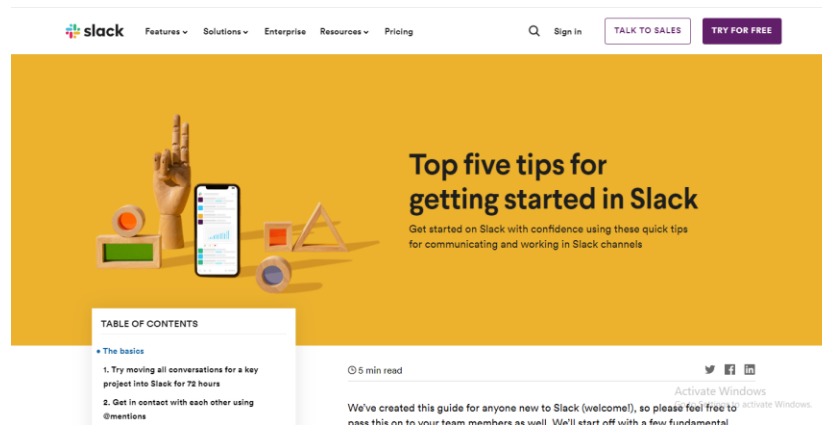 slack
Features
Solutions
Enterprise
Resources
Pricing
Sign in
TALK TO SALES
TRY FOR FREE
Top five tips for
getting started in Slack
Get started on Slack with confidence using these quick tips
for communicating and working in Slack channels
TABLE OF CONTENTS
• The basics
1. Try moving all conversations for a key
project into Slack for 72 hours
2. Get in contact with each other using
@mentions
5 min read
Activate Windows
Go to Settings to activate Windows.
We've created this guide for anyone new to Slack (welcome!), so please feel free to
pass this on to your team members as well. We'll start off with a few fundamental